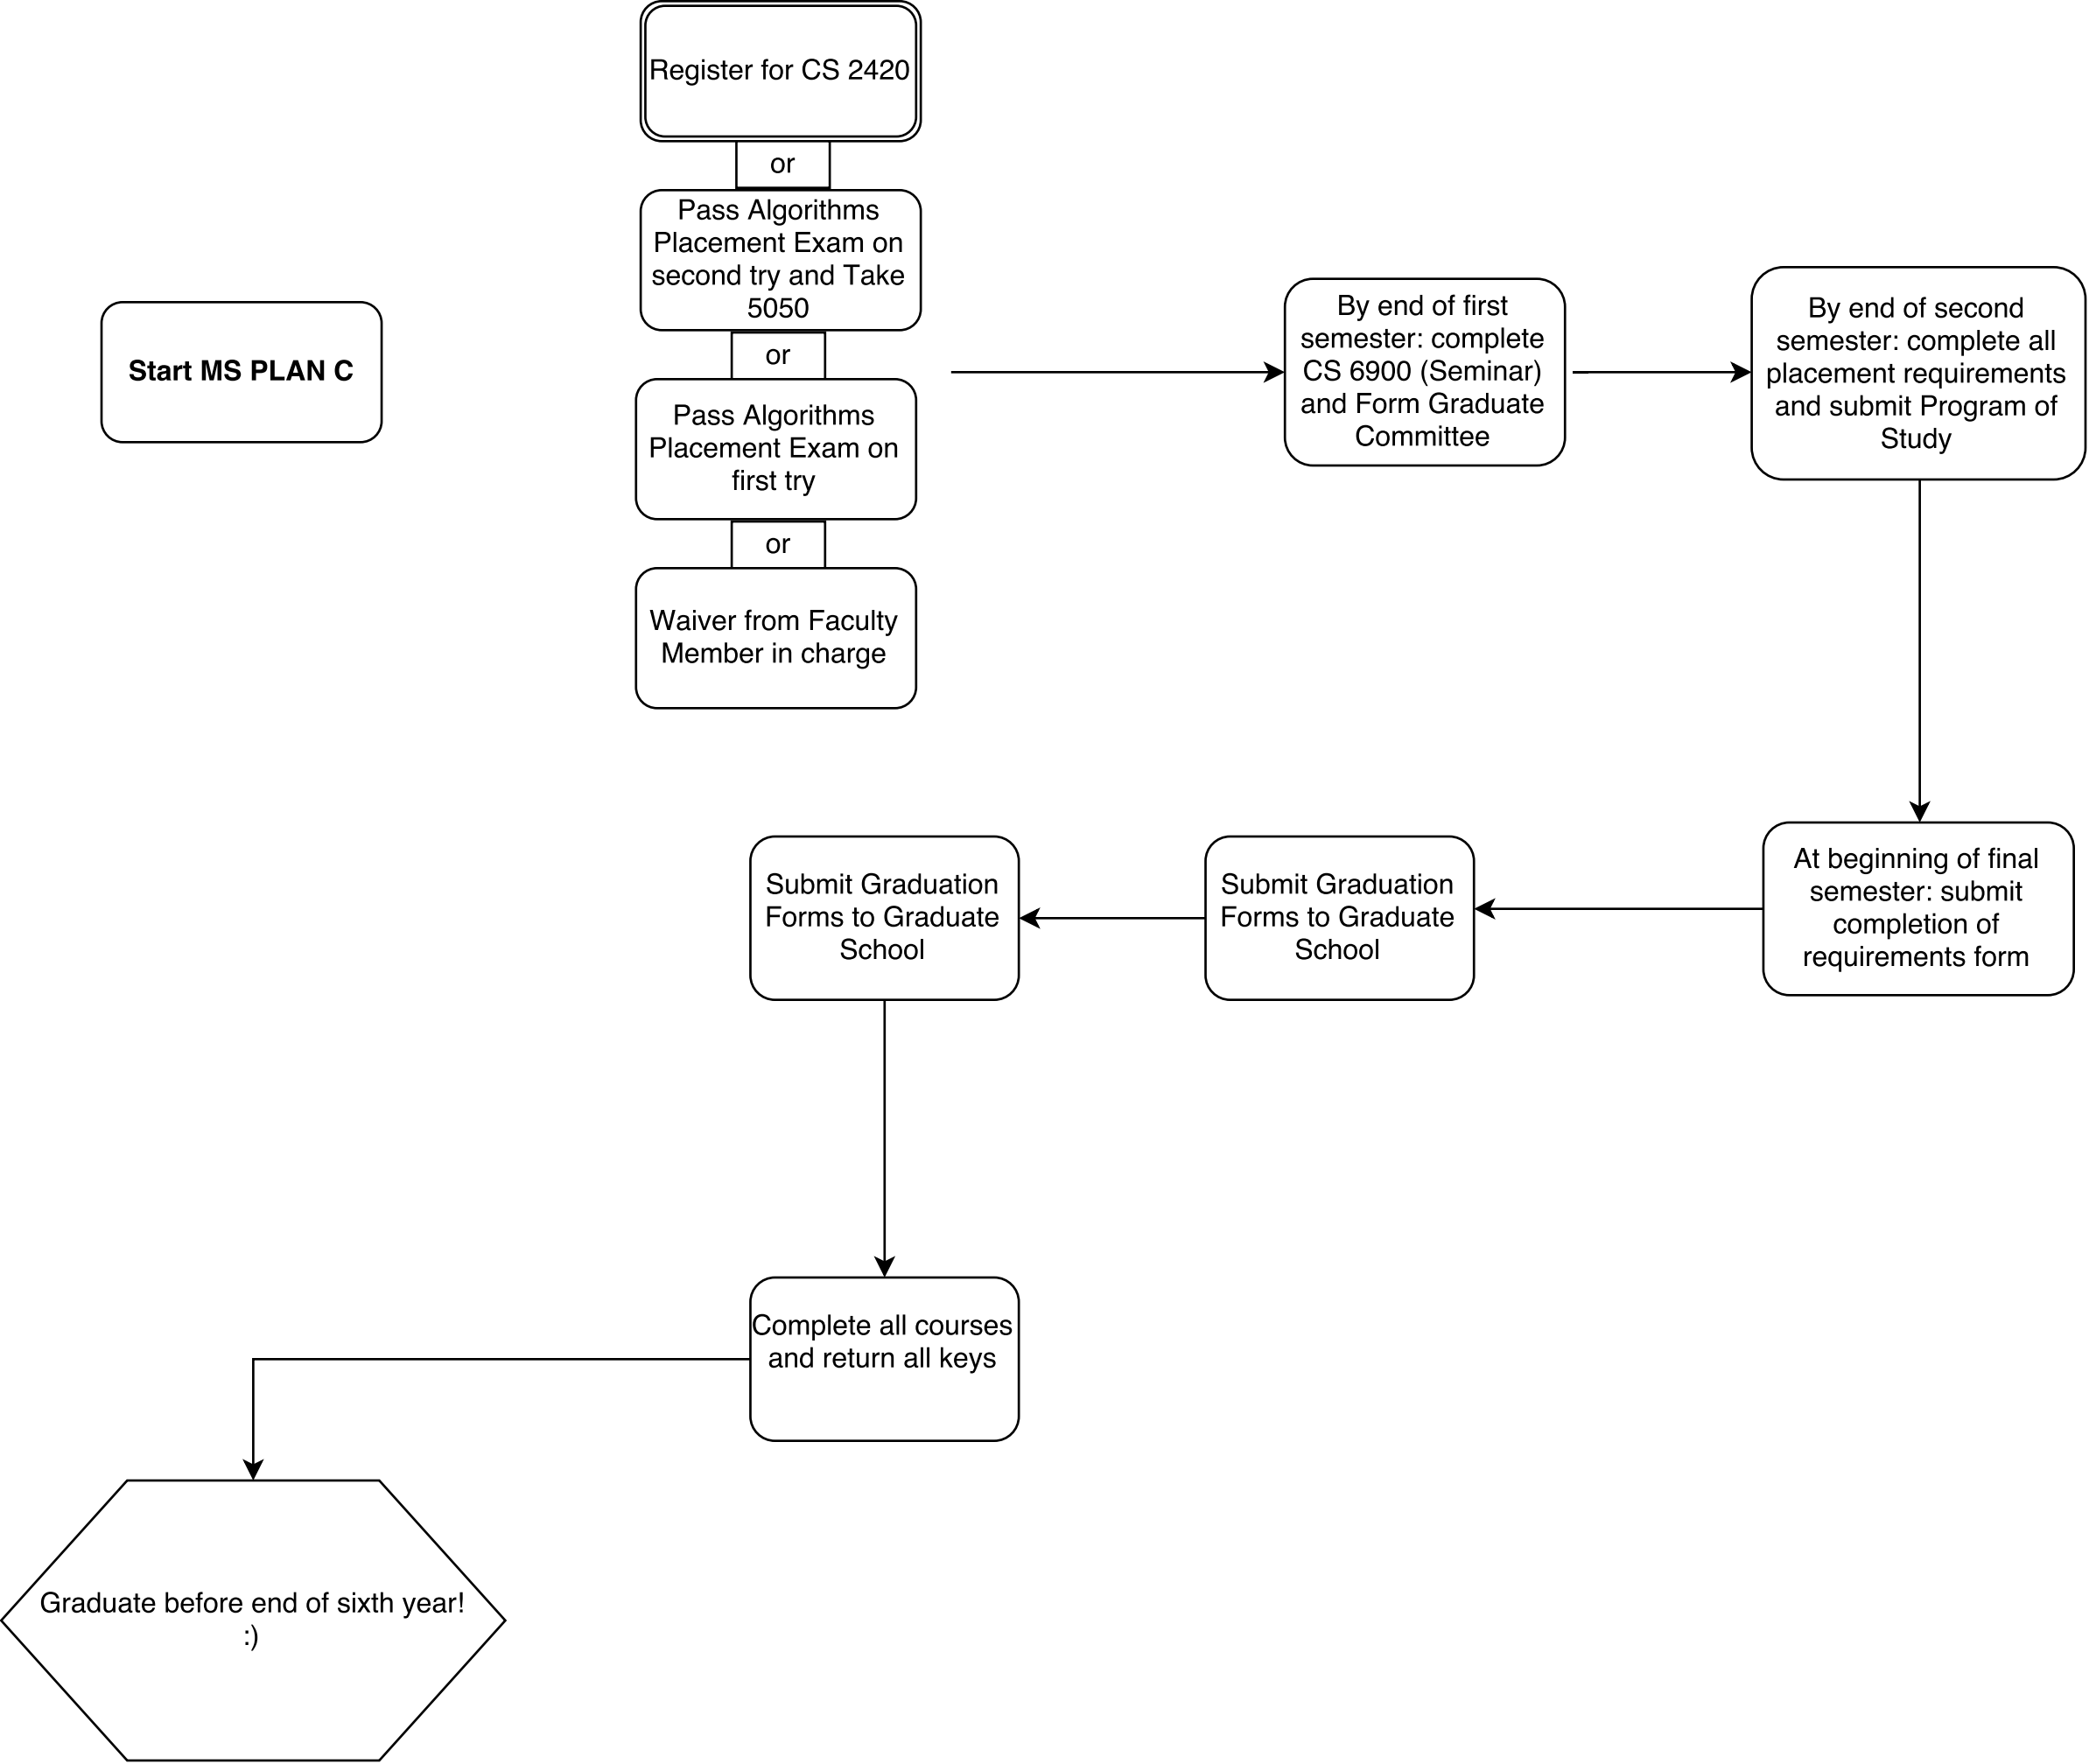 Start MS PLAN C
Register for CS 2420
or
Pass Algorithms
Placement Exam on
second try and Take
5050
or
Pass Algorithms
Placement Exam on
first try
or
Waiver from Faculty
Member in charge
By end of first
semester: complete
CS 6900 (Seminar)
and Form Graduate
Committee
By end of second
semester: complete all
placement requirements
and submit Program of
Study
At beginning of final
semester: submit
completion of
requirements form
Submit Graduation
Forms to Graduate
School
Submit Graduation
Forms to Graduate
School
Complete all courses
and return all keys
Graduate before end of sixth year!
:)